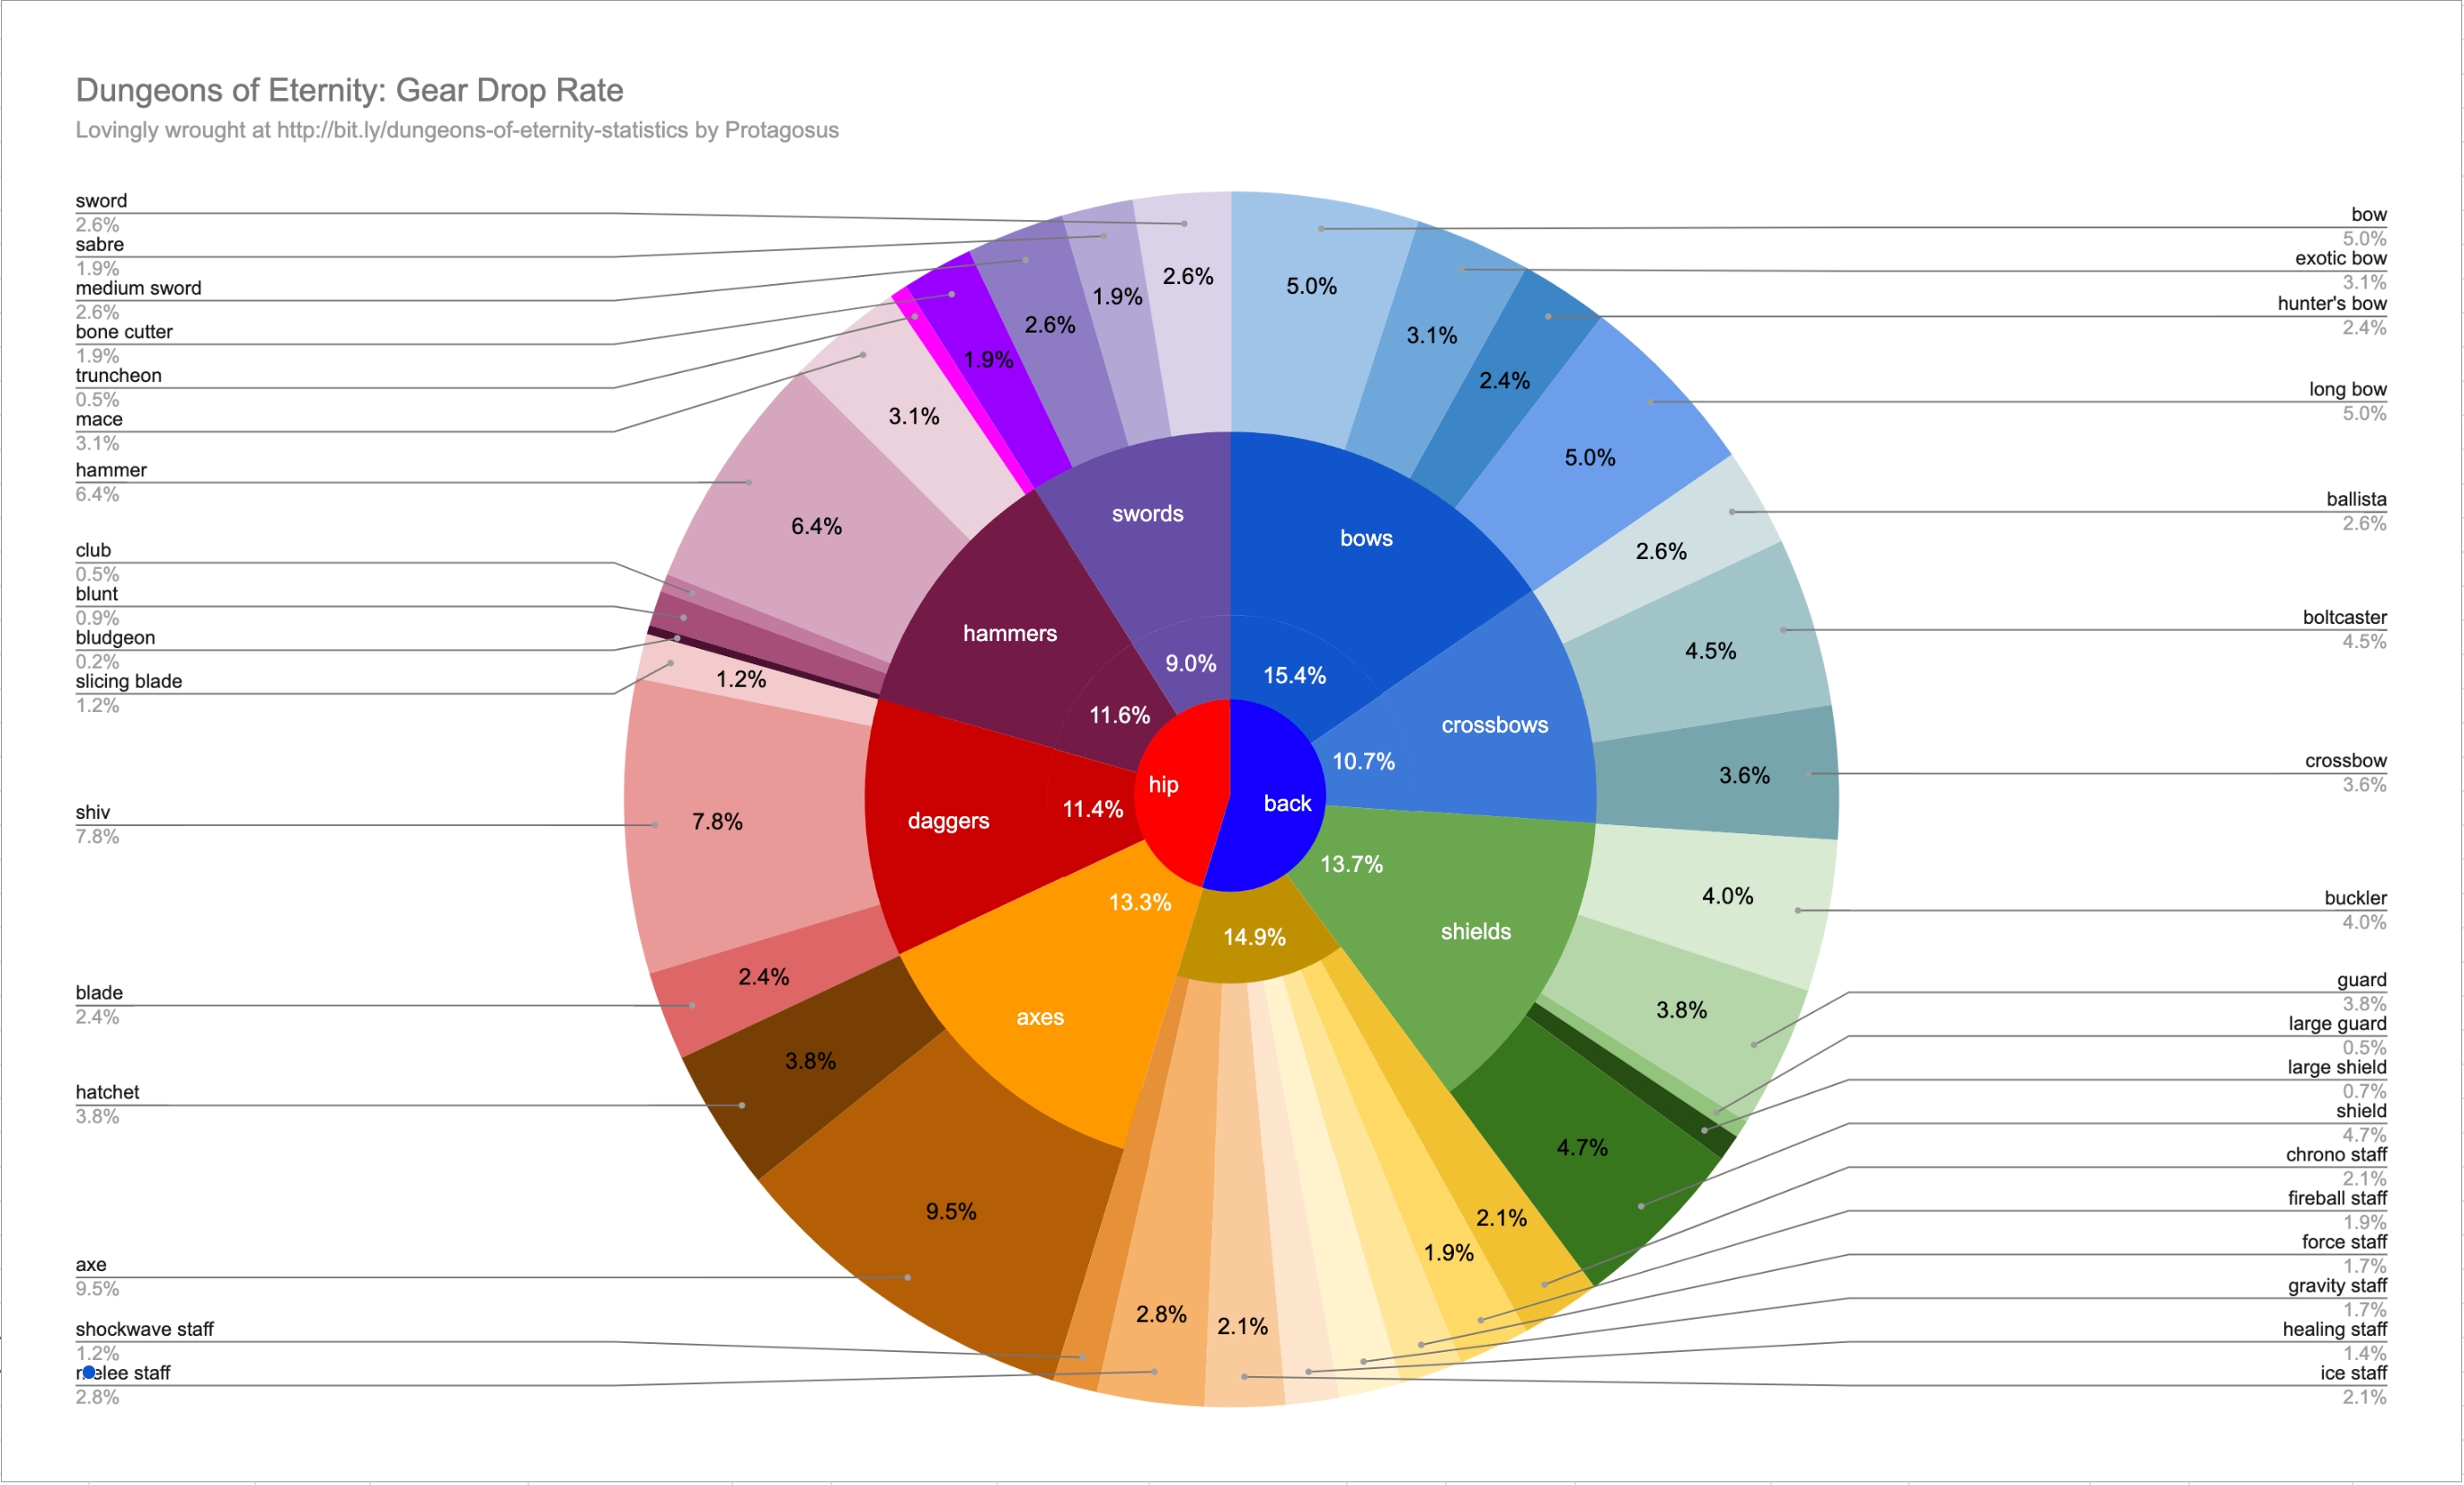 Dungeons of Eternity: Gear Drop Rate
Lovingly wrought at http://bit.ly/dungeons-of-eternity-statistics by Protagosus
sword
2.6%
sabre
1.9%
medium sword
2.6%
bone cutter
1.9%
truncheon
0.5%
mace
3.1%
hammer
6.4%
club
0.5%
blunt
0.9%
bludgeon
0.2%
slicing blade
1.2%
shiv
7.8%
blade
2.4%
hatchet
3.8%
axe
9.5%
shockwave staff
1.2%
melee staff
2.8%
2.6%
1.9%
2.6%
1.9%
3.1%
6.4%
1.2%
7.8%
2.4%
3.8%
9.5%
2.8%
2.1%
1.9%
2.1%
4.7%
3.8%
4.0%
3.6%
4.5%
2.6%
5.0%
2.4%
3.1%
5.0%
swords
9.0%
hammers
11.6%
daggers
11.4%
axes
13.3%
hip
back
bows
15.4%
crossbows
10.7%
shields
13.7%
14.9%
bow
5.0%
exotic bow
3.1%
hunter's bow
2.4%
long bow
5.0%
ballista
2.6%
boltcaster
4.5%
crossbow
3.6%
buckler
4.0%
guard
3.8%
large guard
0.5%
large shield
0.7%
shield
4.7%
chrono staff
2.1%
fireball staff
1.9%
force staff
1.7%
gravity staff
1.7%
healing staff
1.4%
ice staff
2.1%